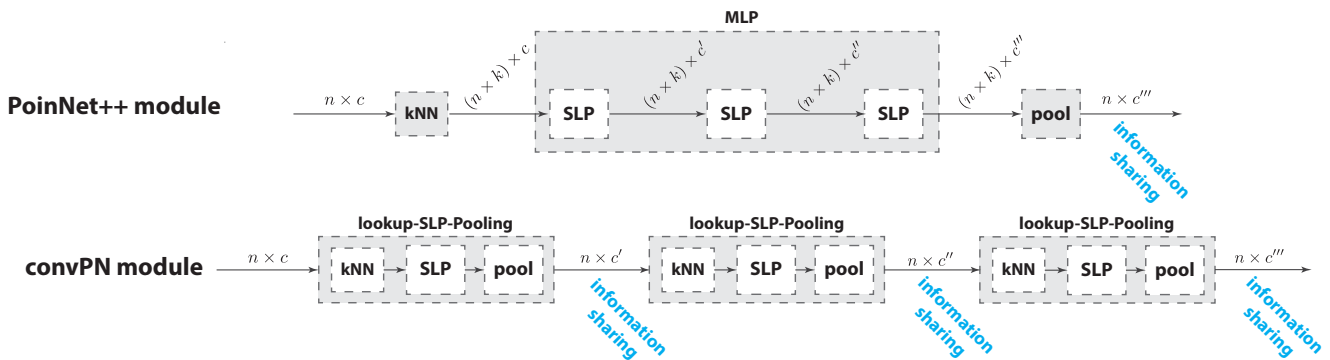 MLP
PoinNet++ module
n × c
kNN
(n × k) × c
SLP
(n × k) × c′
SLP
(n × k) × c″
SLP
(n × k) × c‴
pool
n × c‴
information
sharing
convPN module
n × c
lookup-SLP-Pooling
kNN
SLP
pool
n × c′
information
sharing
lookup-SLP-Pooling
kNN
SLP
pool
n × c″
information
sharing
lookup-SLP-Pooling
kNN
SLP
pool
n × c‴
information
sharing